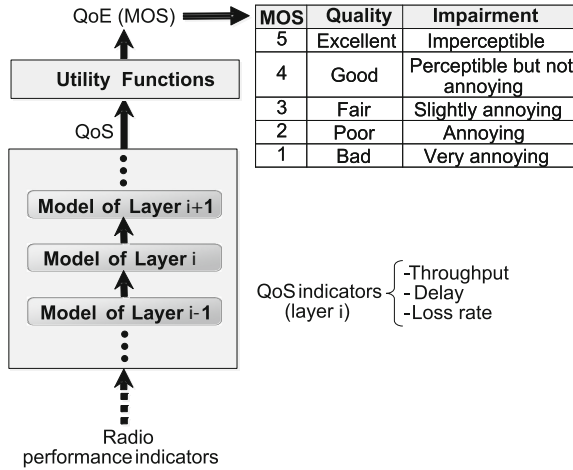 QoE (MOS)
MOS Quality Impairment
5 Excellent Imperceptible
4 Good Perceptible but not annoying
3 Fair Slightly annoying
2 Poor Annoying
1 Bad Very annoying
Utility Functions
QoS
Model of Layer i+1
Model of Layer i
Model of Layer i-1
QoS indicators
(layer i)
-Throughput
-Delay
-Loss rate
Radio
performance indicators